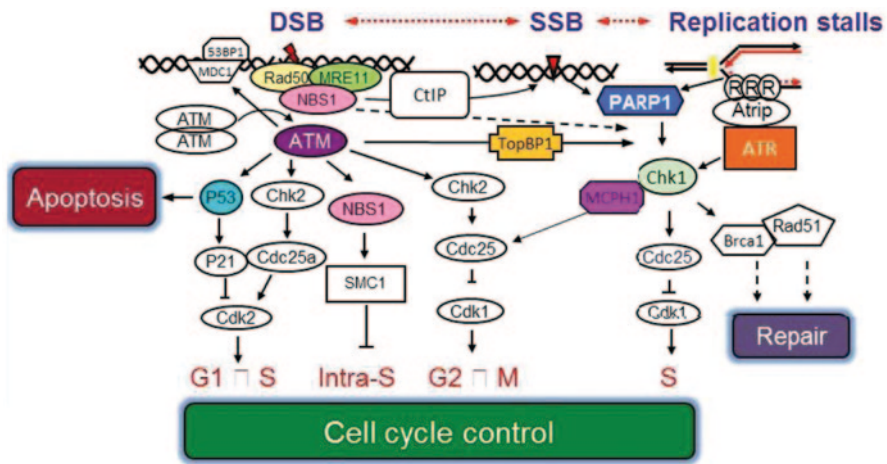 DSB
SSB
Replication stalls
53BP1
MDC1
Rad50
MRE11
NBS1
CtIP
PARP1
RRR
Atrip
ATR
ATM
ATM
ATM
TopBP1
Chk1
MCPH1
Apoptosis
P53
Chk2
NBS1
Chk2
Brca1
Rad51
P21
Cdc25a
SMC1
Cdc25
Cdc25
Cdk2
Cdk1
Cdk1
Repair
G1 □ S
Intra-S
G2 □ M
S
Cell cycle control